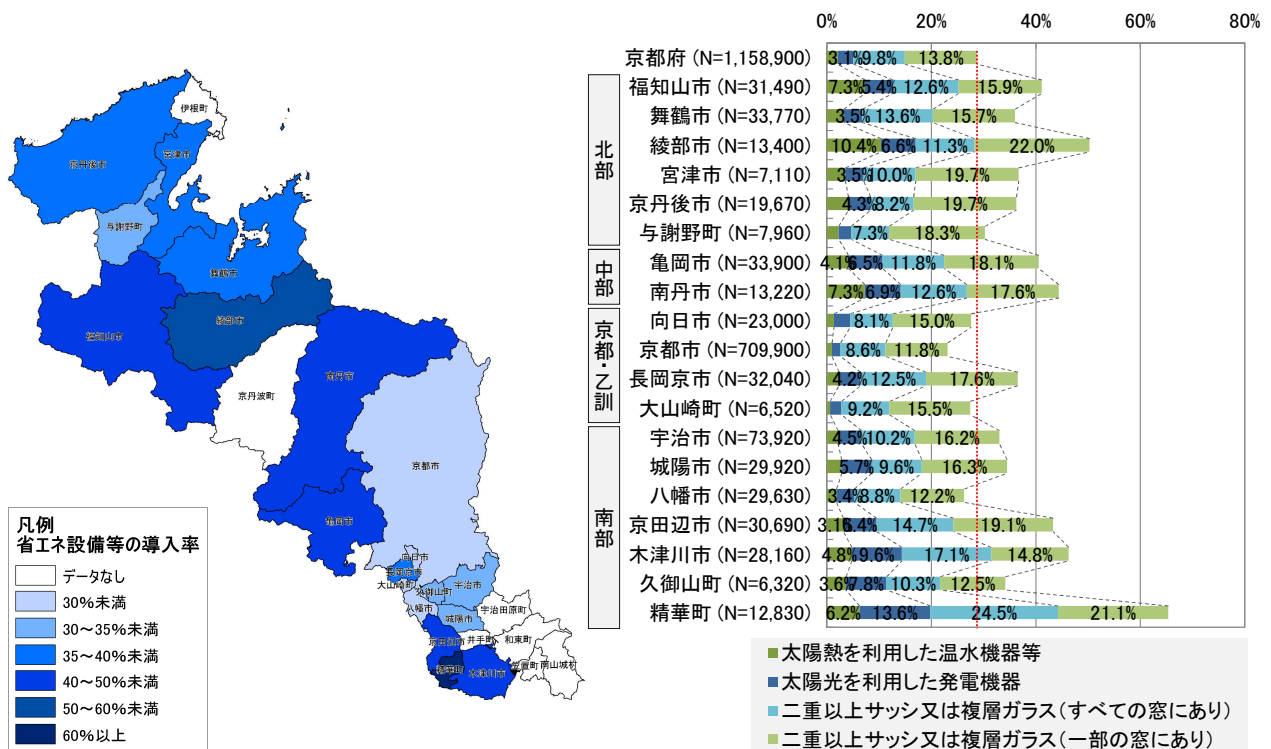 伊根町
京丹後市
宮津市
与謝野町
舞鶴市
綾部市
福知山市
京丹波町
南丹市
京都市
亀岡市
向日市
長岡京市
大山崎町
久御山町
宇治市
八幡市
城陽市
宇治田原町
京田辺市
井手町
和東町
精華町
木津川市
笠置町
南山城村
凡例
省エネ設備等の導入率
データなし
30%未満
30～35%未満
35～40%未満
40～50%未満
50～60%未満
60%以上
0% 20% 40% 60% 80%
京都府 (N=1,158,900) 3.1% 9.8% 13.8%
北部
福知山市 (N=31,490) 7.3% 5.4% 12.6% 15.9%
舞鶴市 (N=33,770) 3.5% 13.6% 15.7%
綾部市 (N=13,400) 10.4% 6.6% 11.3% 22.0%
宮津市 (N=7,110) 3.5% 10.0% 19.7%
京丹後市 (N=19,670) 4.3% 8.2% 19.7%
与謝野町 (N=7,960) 7.3% 18.3%
中部
亀岡市 (N=33,900) 4.1% 6.5% 11.8% 18.1%
南丹市 (N=13,220) 7.3% 6.9% 12.6% 17.6%
京都・乙訓
向日市 (N=23,000) 8.1% 15.0%
京都市 (N=709,900) 8.6% 11.8%
長岡京市 (N=32,040) 4.2% 12.5% 17.6%
大山崎町 (N=6,520) 9.2% 15.5%
南部
宇治市 (N=73,920) 4.5% 10.2% 16.2%
城陽市 (N=29,920) 5.7% 9.6% 16.3%
八幡市 (N=29,630) 3.4% 8.8% 12.2%
京田辺市 (N=30,690) 3.1% 6.4% 14.7% 19.1%
木津川市 (N=28,160) 4.8% 9.6% 17.1% 14.8%
久御山町 (N=6,320) 3.6% 7.8% 10.3% 12.5%
精華町 (N=12,830) 6.2% 13.6% 24.5% 21.1%
太陽熱を利用した温水機器等
太陽光を利用した発電機器
二重以上サッシ又は複層ガラス(すべての窓にあり)
二重以上サッシ又は複層ガラス(一部の窓にあり)